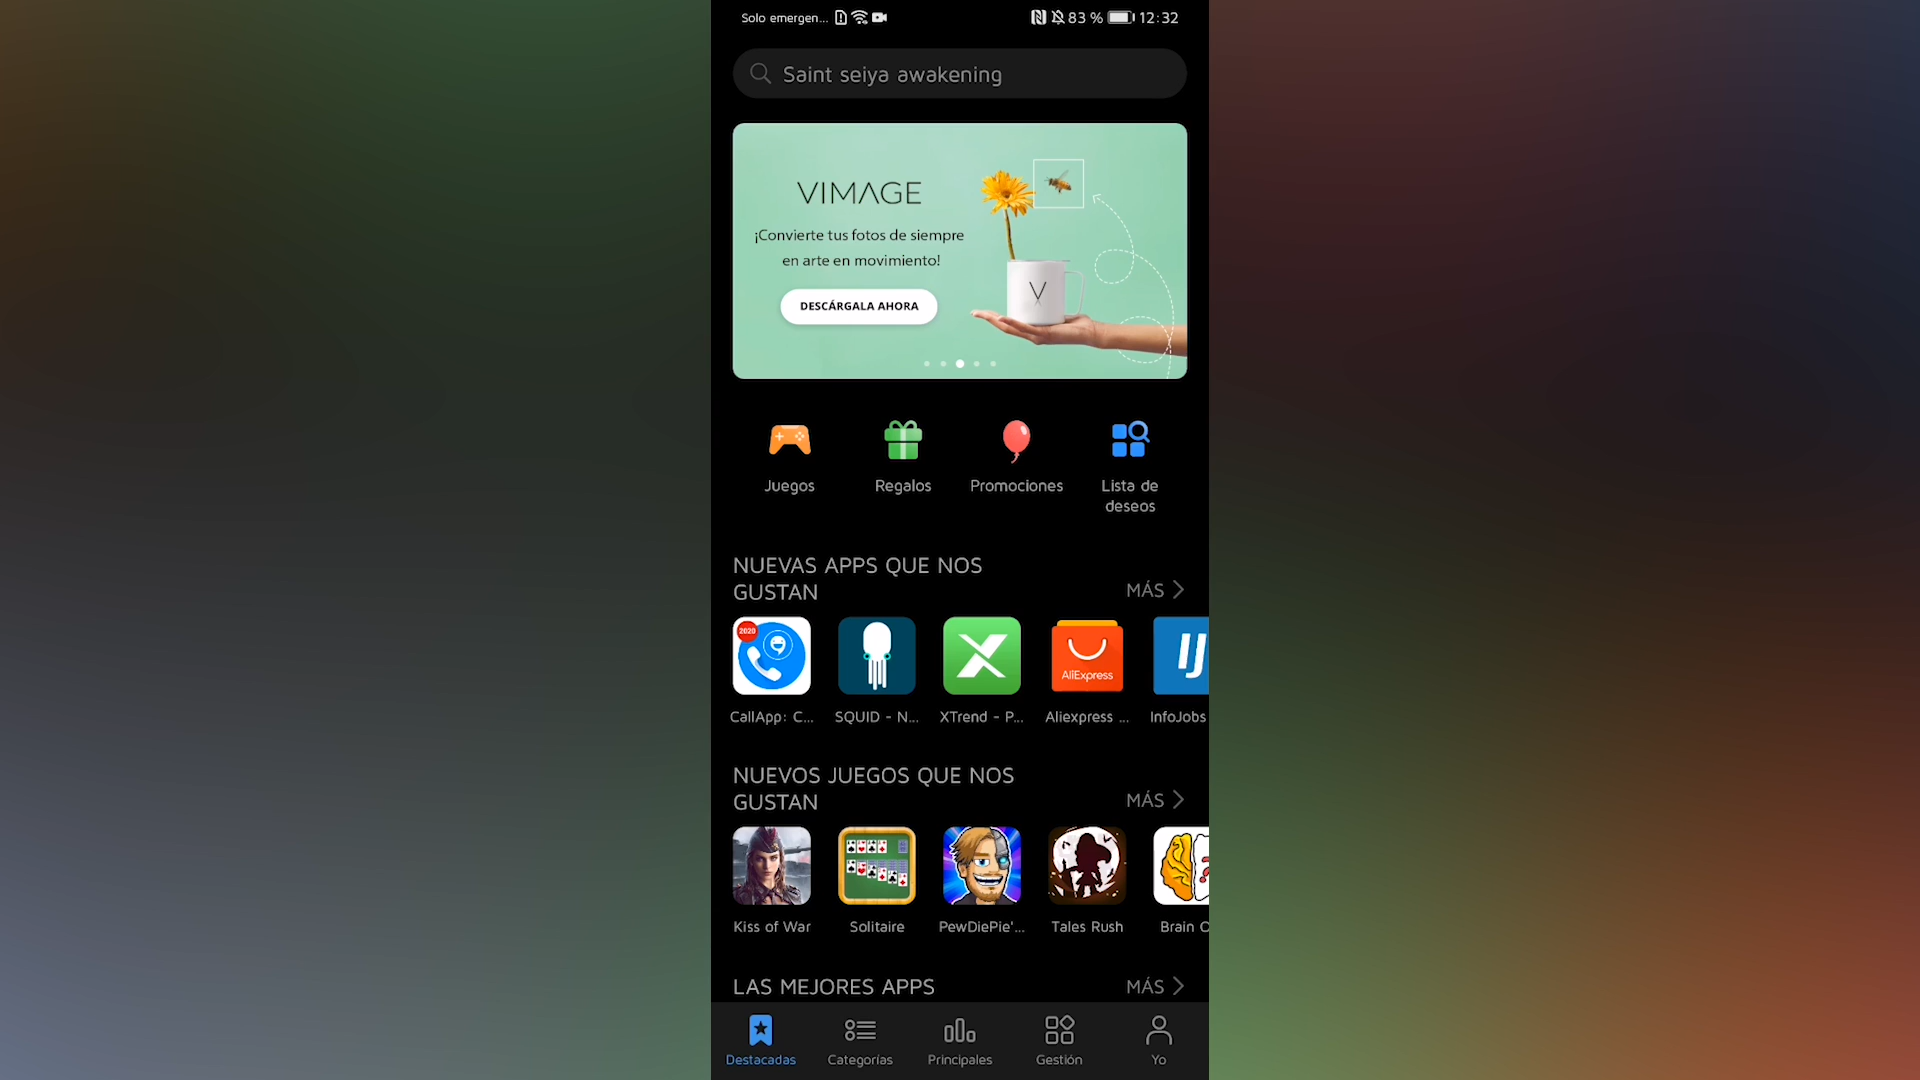 Solo emergen... 83 % 12:32
Saint seiya awakening
VIMAGE
¡Convierte tus fotos de siempre
en arte en movimiento!
DESCÁRGALA AHORA
V
Juegos Regalos Promociones Lista de
deseos
NUEVAS APPS QUE NOS
GUSTAN MÁS
2020
AliExpress
IJ
CallApp: C... SQUID - N... XTrend - P... Aliexpress ... InfoJobs
NUEVOS JUEGOS QUE NOS
GUSTAN MÁS
Kiss of War Solitaire PewDiePie'... Tales Rush Brain O
LAS MEJORES APPS MÁS
Destacadas Categorías Principales Gestión Yo